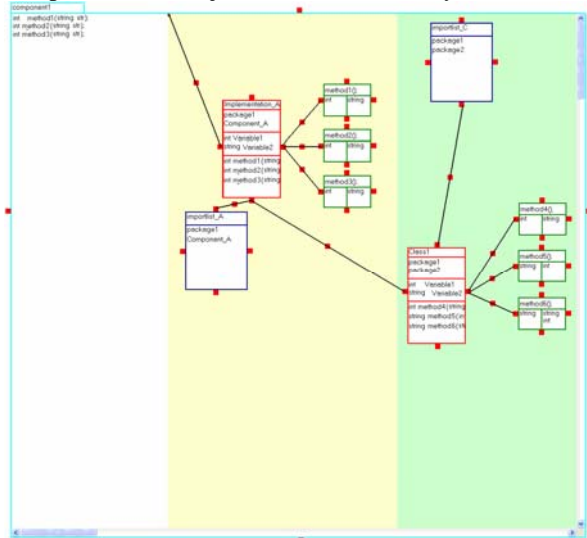 component1
int method1(string str);
int method2(string str);
int method3(string str);
importlist_C
package1
package2
method1()
int string
method2()
int string
method3()
int string
Implementation_A
package1
Component_A
int Variable1
string Variable2
int method1(string
int method2(string
int method3(string
importlist_A
package1
Component_A
Class1
package1
package2
int Variable1
string Variable2
int method4(string
string method5(in
string method6(str
method4()
int string
method5()
string int
method6()
string string
int